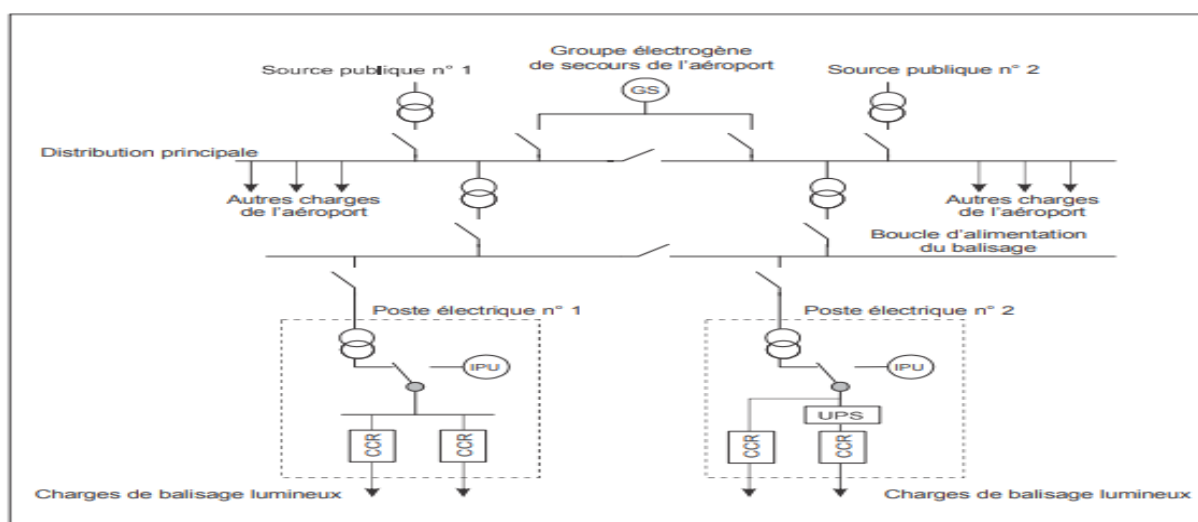 Groupe électrogène
de secours de l'aéroport
Source publique n° 1
Source publique n° 2
GS
Distribution principale
Autres charges
de l'aéroport
Autres charges
de l'aéroport
Boucle d'alimentation
du balisage
Poste électrique n° 1
Poste électrique n° 2
IPU
IPU
UPS
CCR
CCR
CCR
CCR
Charges de balisage lumineux
Charges de balisage lumineux